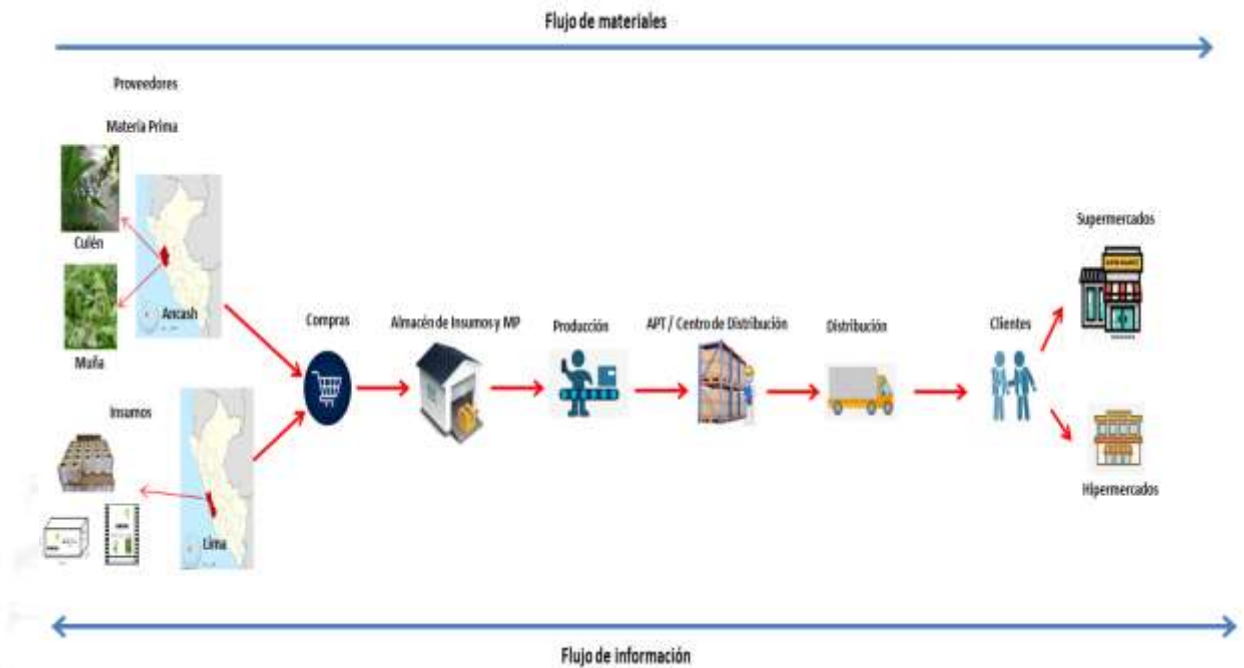 Flujo de materiales
Proveedores
Materia Prima
Culén
Ancash
Muña
Insumos
Lima
Compras
Almacén de Insumos y MP
Producción
APT / Centro de Distribución
Distribución
Clientes
Supermercados
Hipermercados
Flujo de información